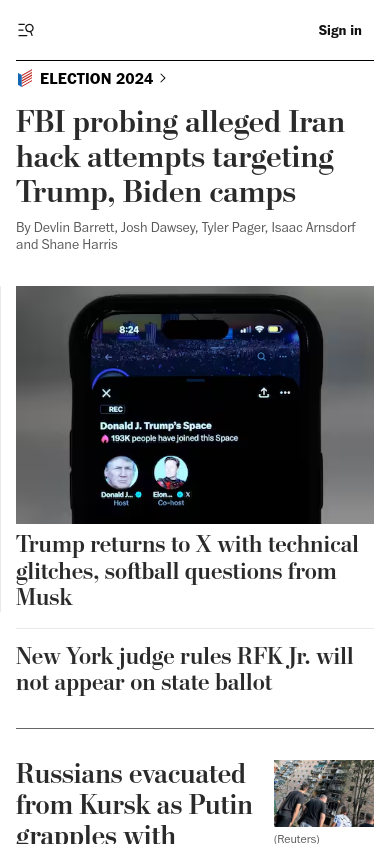 Sign in
ELECTION 2024
FBI probing alleged Iran
hack attempts targeting
Trump, Biden camps
By Devlin Barrett, Josh Dawsey, Tyler Pager, Isaac Arnsdorf
and Shane Harris
8:24
REC
Donald J. Trump's Space
193K people have joined this Space
Donald J... Elon... X
Host Co-host
Trump returns to X with technical
glitches, softball questions from
Musk
New York judge rules RFK Jr. will
not appear on state ballot
Russians evacuated
from Kursk as Putin
grapples with
(Reuters)